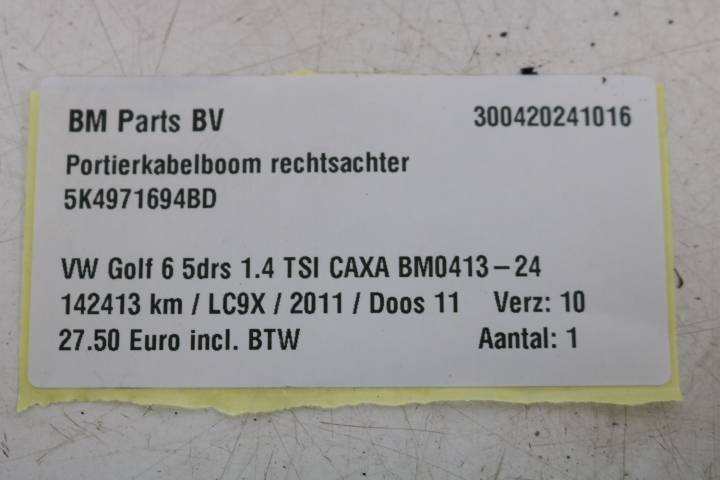 BM Parts BV 300420241016
Portierkabelboom rechtsachter
5K4971694BD
VW Golf 6 5drs 1.4 TSI CAXA BM0413-24
142413 km / LC9X / 2011 / Doos 11 Verz: 10
27.50 Euro incl. BTW Aantal: 1